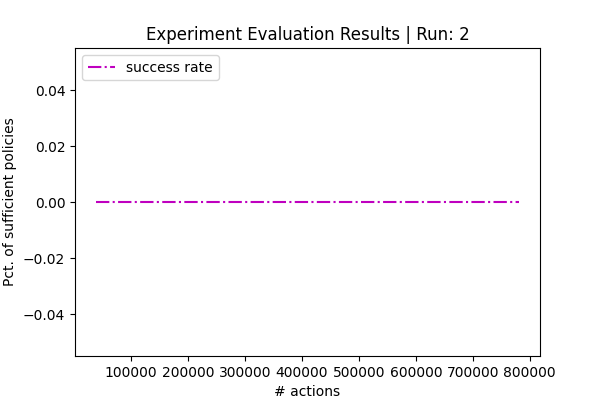 Experiment Evaluation Results | Run: 2
success rate
Pct. of sufficient policies
0.04
0.02
0.00
−0.02
−0.04
100000 200000 300000 400000 500000 600000 700000 800000
# actions